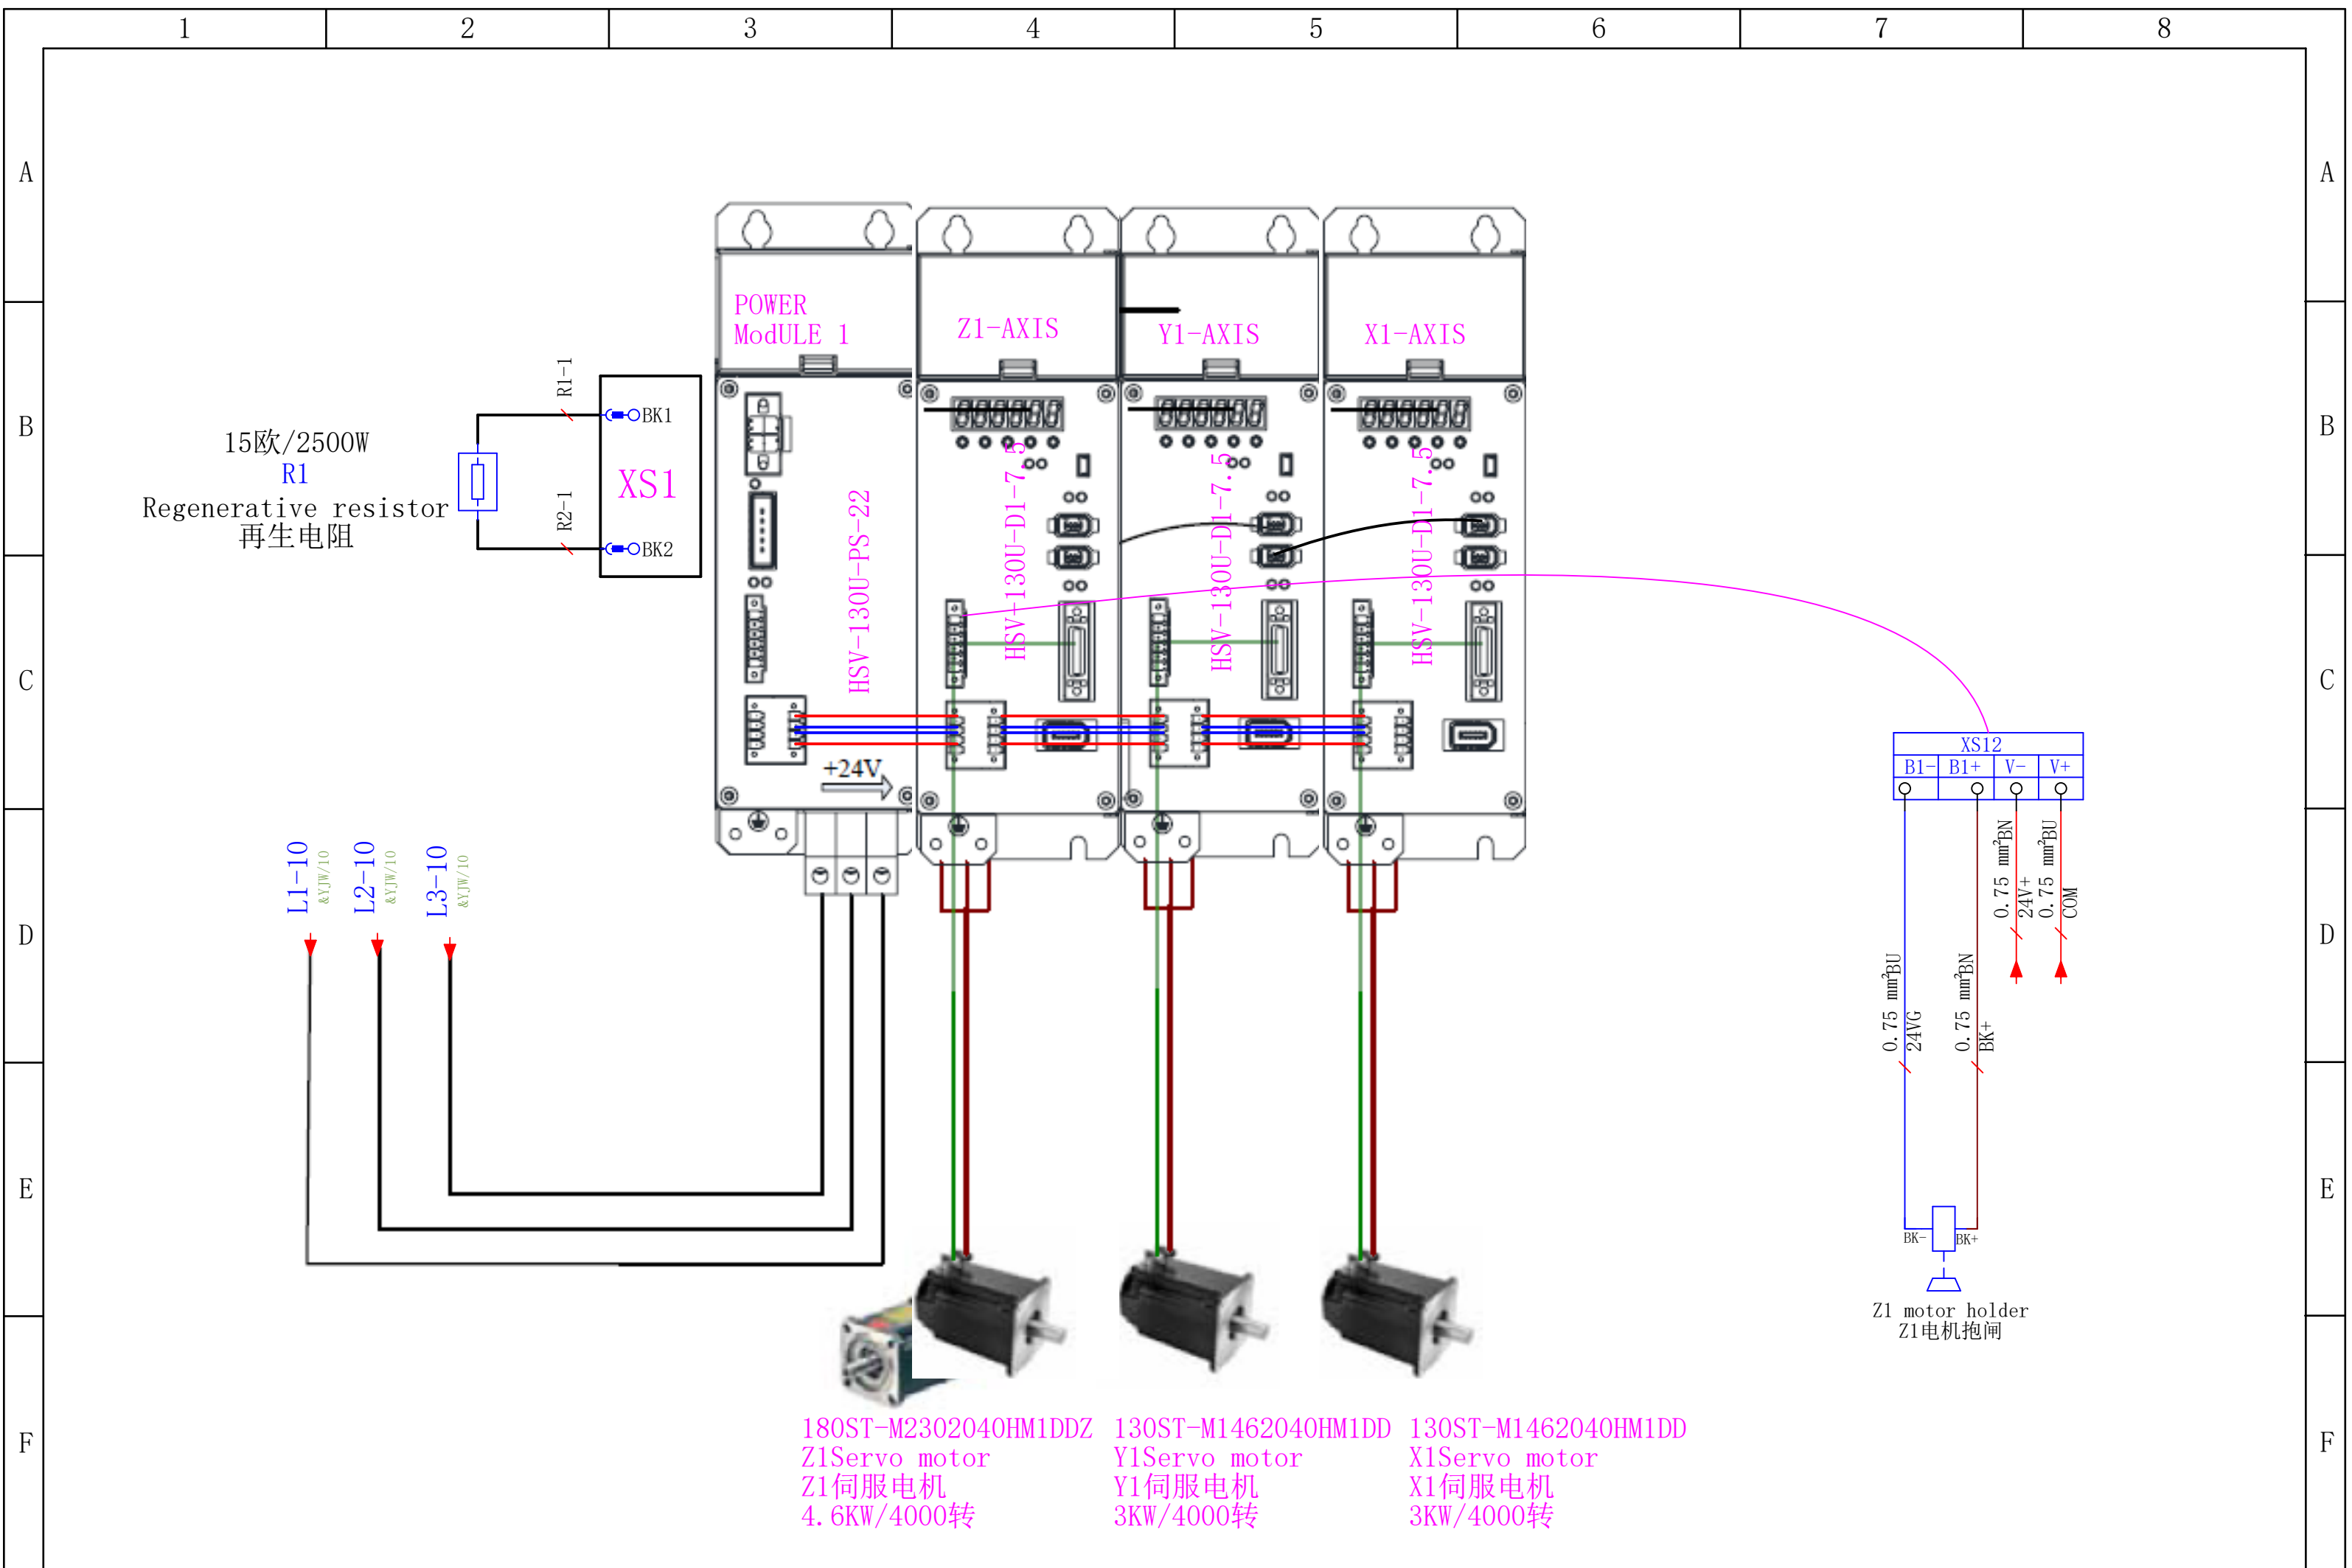 1 2 3 4 5 6 7 8
A A
B B
C C
D D
E E
F F
POWER
ModULE 1
Z1-AXIS
Y1-AXIS
X1-AXIS
R1-1
BK1
XS1
R2-1
BK2
15欧/2500W
R1
Regenerative resistor
再生电阻
HSV-130U-PS-22
HSV-130U-D1-7.5
HSV-130U-D1-7.5
HSV-130U-D1-7.5
+24V
XS12
B1- B1+ V- V+
L1-10
&YJW/10
L2-10
&YJW/10
L3-10
&YJW/10
0.75 mm²BU
24VG
0.75 mm²BN
BK+
0.75 mm²BN
24V+
0.75 mm²BU
COM
BK- BK+
Z1 motor holder
Z1电机抱闸
180ST-M2302040HM1DDZ
Z1Servo motor
Z1伺服电机
4.6KW/4000转
130ST-M1462040HM1DD
Y1Servo motor
Y1伺服电机
3KW/4000转
130ST-M1462040HM1DD
X1Servo motor
X1伺服电机
3KW/4000转